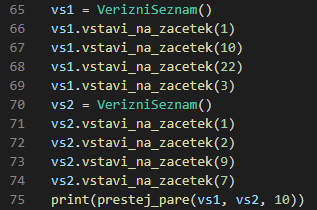 65 vs1 = VerizniSeznam()
66 vs1.vstavi_na_zacetek(1)
67 vs1.vstavi_na_zacetek(10)
68 vs1.vstavi_na_zacetek(22)
69 vs1.vstavi_na_zacetek(3)
70 vs2 = VerizniSeznam()
71 vs2.vstavi_na_zacetek(1)
72 vs2.vstavi_na_zacetek(2)
73 vs2.vstavi_na_zacetek(9)
74 vs2.vstavi_na_zacetek(7)
75 print(prestej_pare(vs1, vs2, 10))